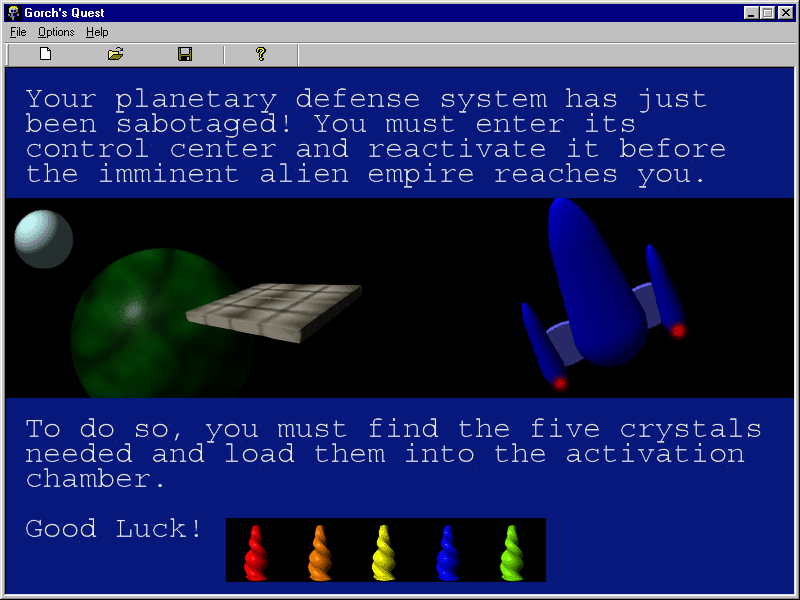 Gorch's Quest
File Options Help
Your planetary defense system has just
been sabotaged! You must enter its
control center and reactivate it before
the imminent alien empire reaches you.
To do so, you must find the five crystals
needed and load them into the activation
chamber.
Good Luck!